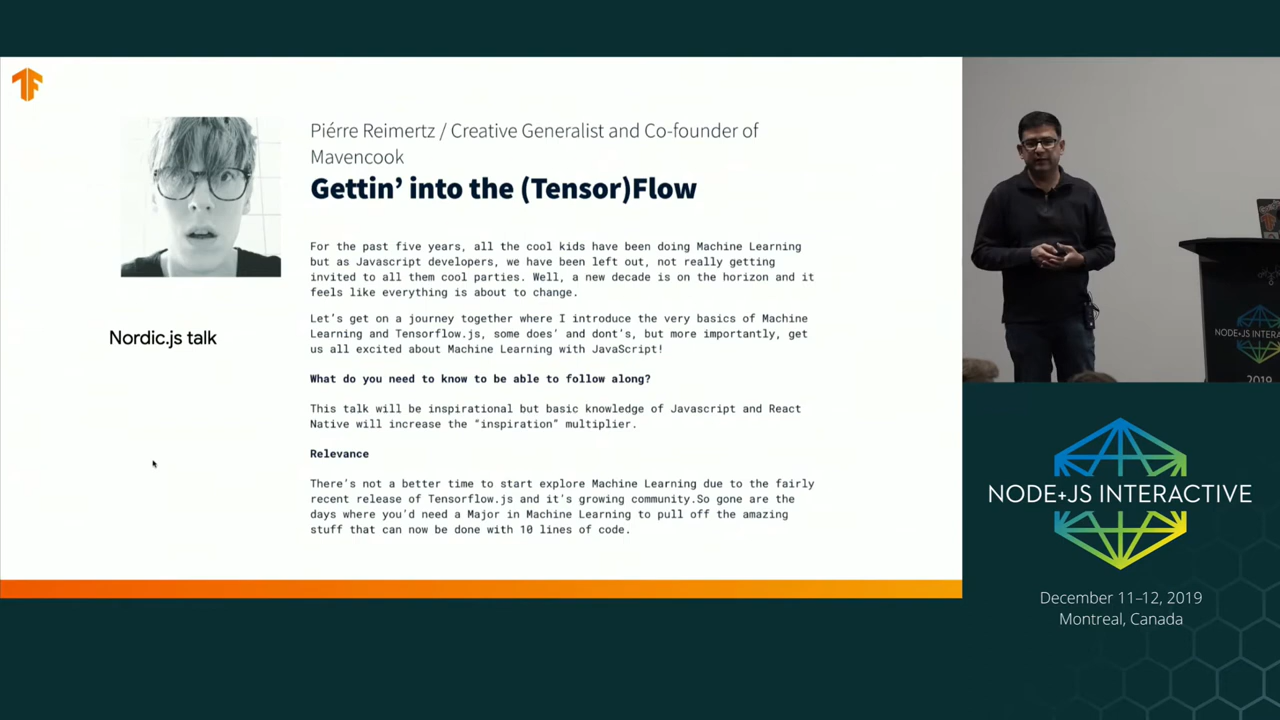 Piérre Reimertz / Creative Generalist and Co-founder of
Mavencook
Gettin’ into the (Tensor)Flow
For the past five years, all the cool kids have been doing Machine Learning
but as Javascript developers, we have been left out, not really getting
invited to all them cool parties. Well, a new decade is on the horizon and it
feels like everything is about to change.
Let’s get on a journey together where I introduce the very basics of Machine
Learning and Tensorflow.js, some does’ and dont’s, but more importantly, get
us all excited about Machine Learning with JavaScript!
What do you need to know to be able to follow along?
This talk will be inspirational but basic knowledge of Javascript and React
Native will increase the “inspiration” multiplier.
Relevance
There’s not a better time to start explore Machine Learning due to the fairly
recent release of Tensorflow.js and it’s growing community.So gone are the
days where you’d need a Major in Machine Learning to pull off the amazing
stuff that can now be done with 10 lines of code.
Nordic.js talk
NODE+JS INTERA
2019
NODE+JS INTERACTIVE
December 11–12, 2019
Montreal, Canada